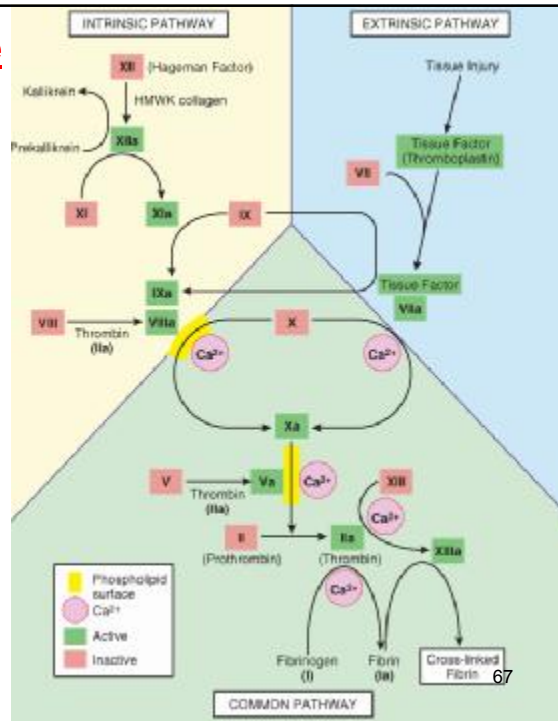 INTRINSIC PATHWAY
XII (Hageman Factor)
Kallikrein
HMWK collagen
Prekallikrein
XIIa
XI
XIa
IX
IXa
VIII
Thrombin
(IIa)
VIIIa
EXTRINSIC PATHWAY
Tissue Injury
Tissue Factor
(Thromboplastin)
VII
Tissue Factor
VIIa
X
Ca²⁺
Ca²⁺
Xa
V
Thrombin
(IIa)
Va
Ca²⁺
XIII
Ca²⁺
II
(Prothrombin)
IIa
(Thrombin)
XIIIa
Ca²⁺
Fibrinogen
(I)
Fibrin
(Ia)
Cross-linked
Fibrin
67
Phospholipid
surface
Ca²⁺
Active
Inactive
COMMON PATHWAY